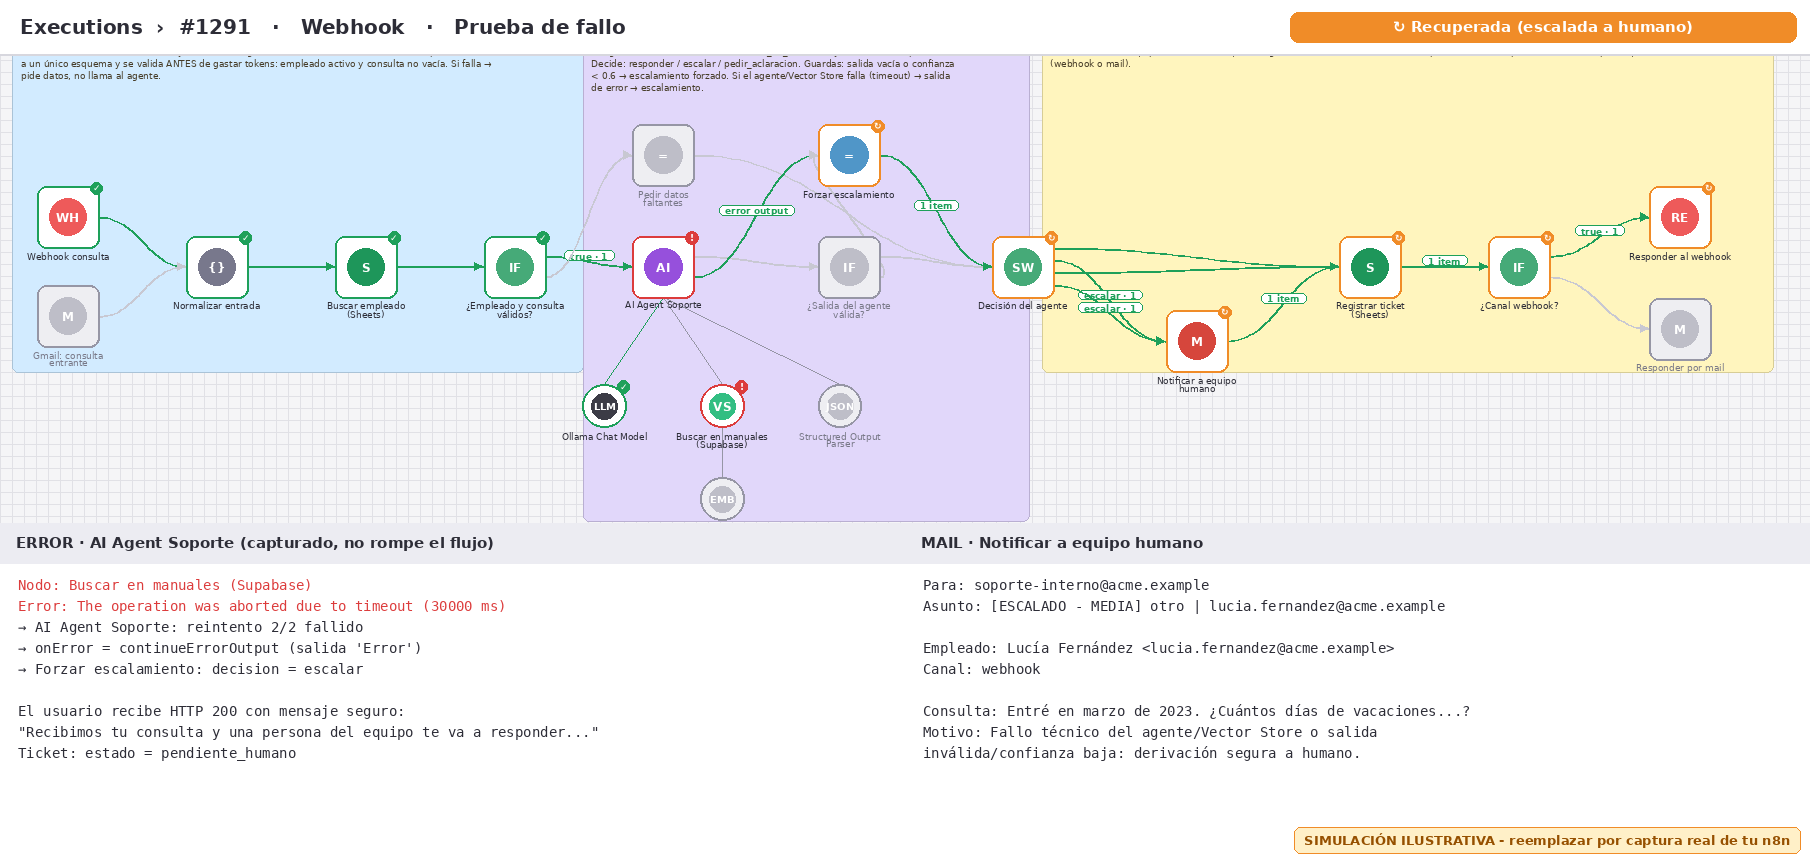 Executions › #1291 · Webhook · Prueba de fallo
↻ Recuperada (escalada a humano)
a un único esquema y se valida ANTES de gastar tokens: empleado activo y consulta no vacía. Si falla →
pide datos, no llama al agente.
Decide: responder / escalar / pedir_aclaracion. Guardas: salida vacía o confianza
< 0.6 → escalamiento forzado. Si el agente/Vector Store falla (timeout) → salida
de error → escalamiento.
(webhook o mail).
WH
Webhook consulta
M
Gmail: consulta
entrante
{}
Normalizar entrada
S
Buscar empleado
(Sheets)
IF
¿Empleado y consulta
válidos?
true · 1
=
Pedir datos
faltantes
AI
AI Agent Soporte
error output
=
Forzar escalamiento
1 item
IF
¿Salida del agente
válida?
LLM
Ollama Chat Model
VS
Buscar en manuales
(Supabase)
JSON
Structured Output
Parser
EMB
SW
Decisión del agente
escalar · 1
escalar · 1
M
Notificar a equipo
humano
1 item
S
Registrar ticket
(Sheets)
1 item
IF
¿Canal webhook?
true · 1
RE
Responder al webhook
M
Responder por mail
ERROR · AI Agent Soporte (capturado, no rompe el flujo)
Nodo: Buscar en manuales (Supabase)
Error: The operation was aborted due to timeout (30000 ms)
→ AI Agent Soporte: reintento 2/2 fallido
→ onError = continueErrorOutput (salida 'Error')
→ Forzar escalamiento: decision = escalar
El usuario recibe HTTP 200 con mensaje seguro:
"Recibimos tu consulta y una persona del equipo te va a responder..."
Ticket: estado = pendiente_humano
MAIL · Notificar a equipo humano
Para: soporte-interno@acme.example
Asunto: [ESCALADO - MEDIA] otro | lucia.fernandez@acme.example
Empleado: Lucía Fernández <lucia.fernandez@acme.example>
Canal: webhook
Consulta: Entré en marzo de 2023. ¿Cuántos días de vacaciones...?
Motivo: Fallo técnico del agente/Vector Store o salida
inválida/confianza baja: derivación segura a humano.
SIMULACIÓN ILUSTRATIVA - reemplazar por captura real de tu n8n